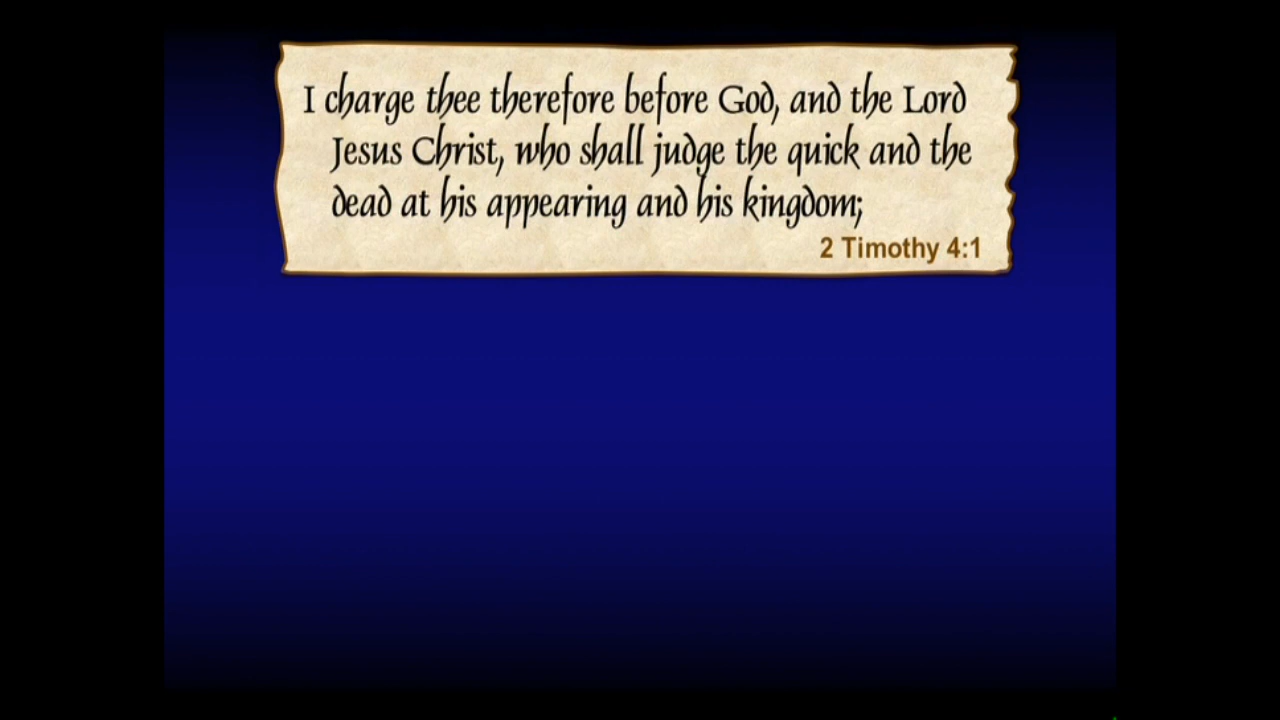 I charge thee therefore before God, and the Lord
Jesus Christ, who shall judge the quick and the
dead at his appearing and his kingdom;
2 Timothy 4:1